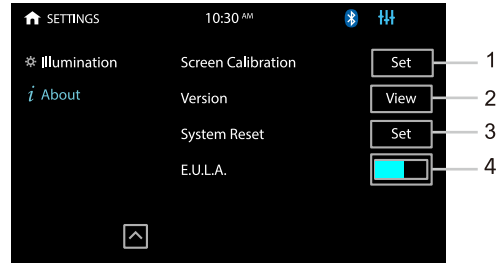 SETTINGS 10:30 AM
Illumination Screen Calibration Set 1
i About Version View 2
System Reset Set 3
E.U.L.A. 4